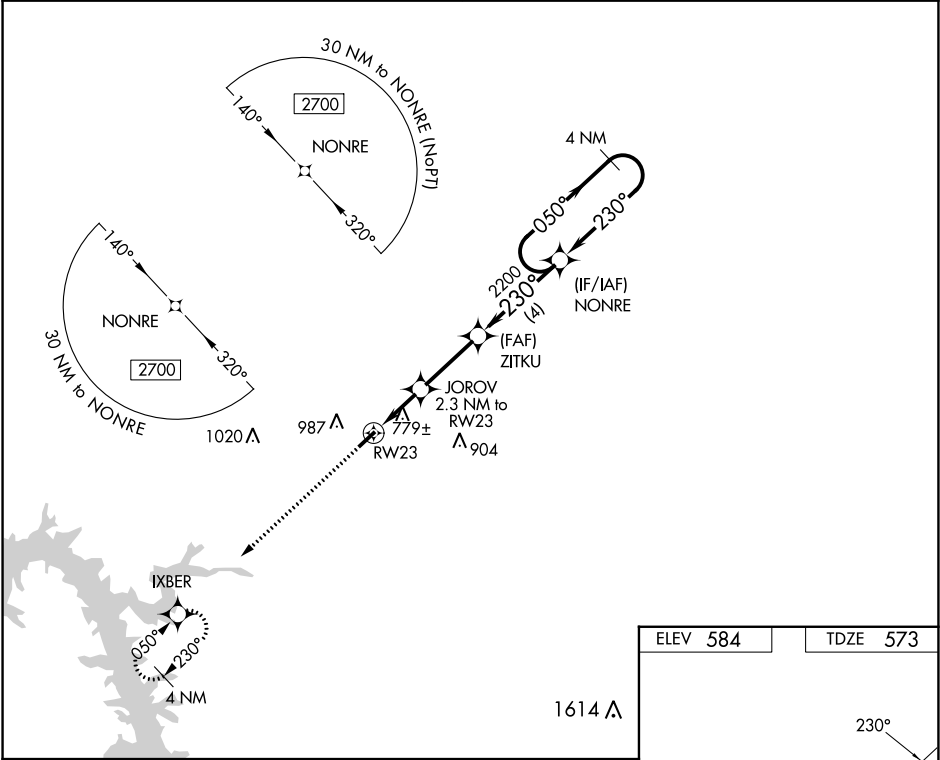 30 NM to NONRE (NoPT)
140°
2700
NONRE
320°
4 NM
050°
230°
140°
NONRE
320°
2700
30 NM to NONRE
2200
230°
(4)
(IF/IAF)
NONRE
(FAF)
ZITKU
JOROV
2.3 NM to
RW23
1020
987
779±
904
RW23
IXBER
050°
230°
4 NM
ELEV 584
TDZE 573
1614
230°